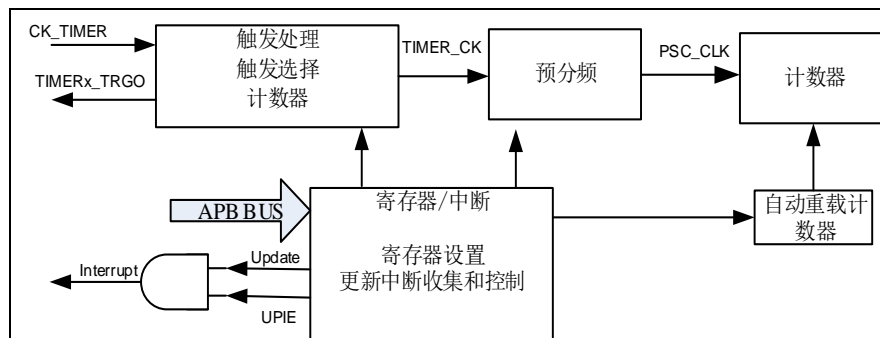 CK_TIMER
TIMERx_TRGO
触发处理
触发选择
计数器
TIMER_CK
预分频
PSC_CLK
计数器
APB BUS
寄存器/中断
寄存器设置
更新中断收集和控制
自动重载计
数器
Interrupt
Update
UPIE